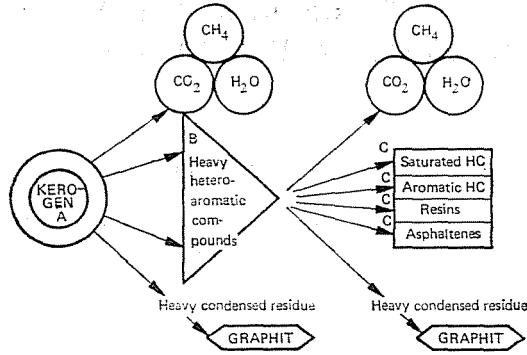 CH4
CO2
H2O
KERO-
GEN
A
B
Heavy
hetero-
aromatic
com-
pounds
Heavy condensed residue
GRAPHIT
CH4
CO2
H2O
C
Saturated HC
C
Aromatic HC
C
Resins
C
Asphaltenes
Heavy condensed residue
GRAPHIT